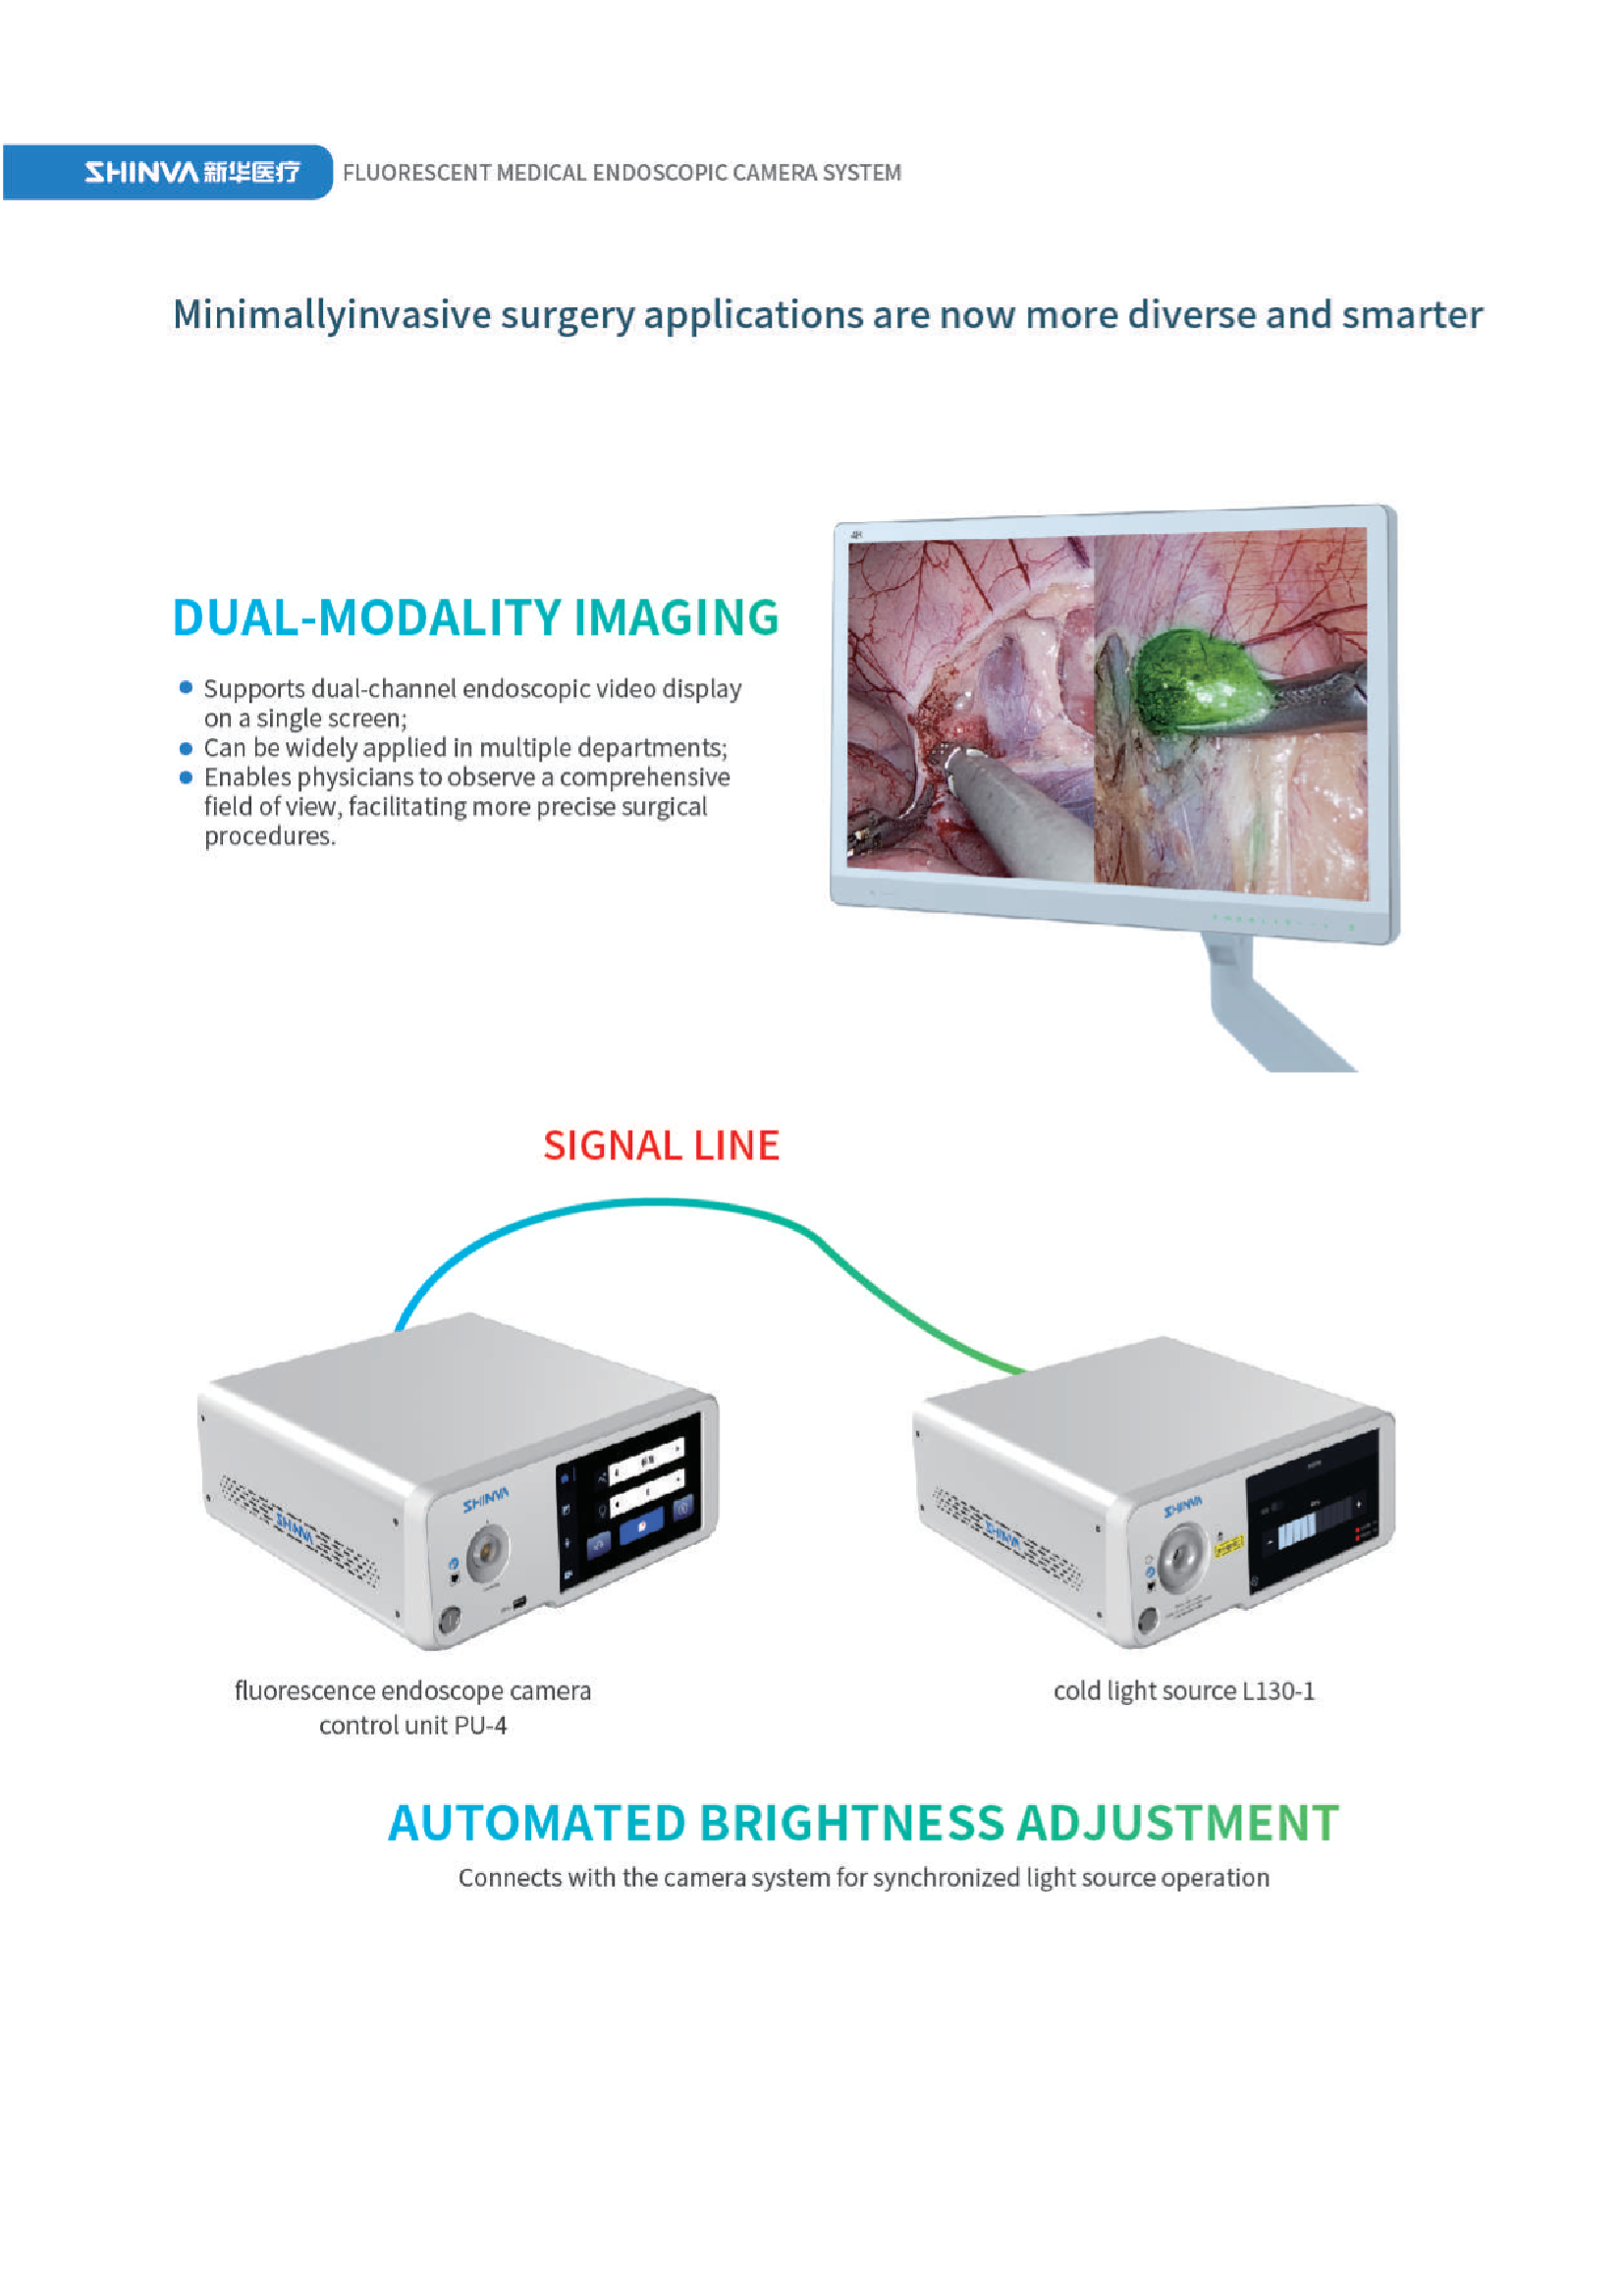 SHINVA 新华医疗 FLUORESCENT MEDICAL ENDOSCOPIC CAMERA SYSTEM
Minimallyinvasive surgery applications are now more diverse and smarter
4K
DUAL-MODALITY IMAGING
Supports dual-channel endoscopic video display
on a single screen;
Can be widely applied in multiple departments;
Enables physicians to observe a comprehensive
field of view, facilitating more precise surgical
procedures.
SIGNAL LINE
SHINVA
SHINVA
SHINVA
SHINVA
fluorescence endoscope camera
control unit PU-4
cold light source L130-1
AUTOMATED BRIGHTNESS ADJUSTMENT
Connects with the camera system for synchronized light source operation